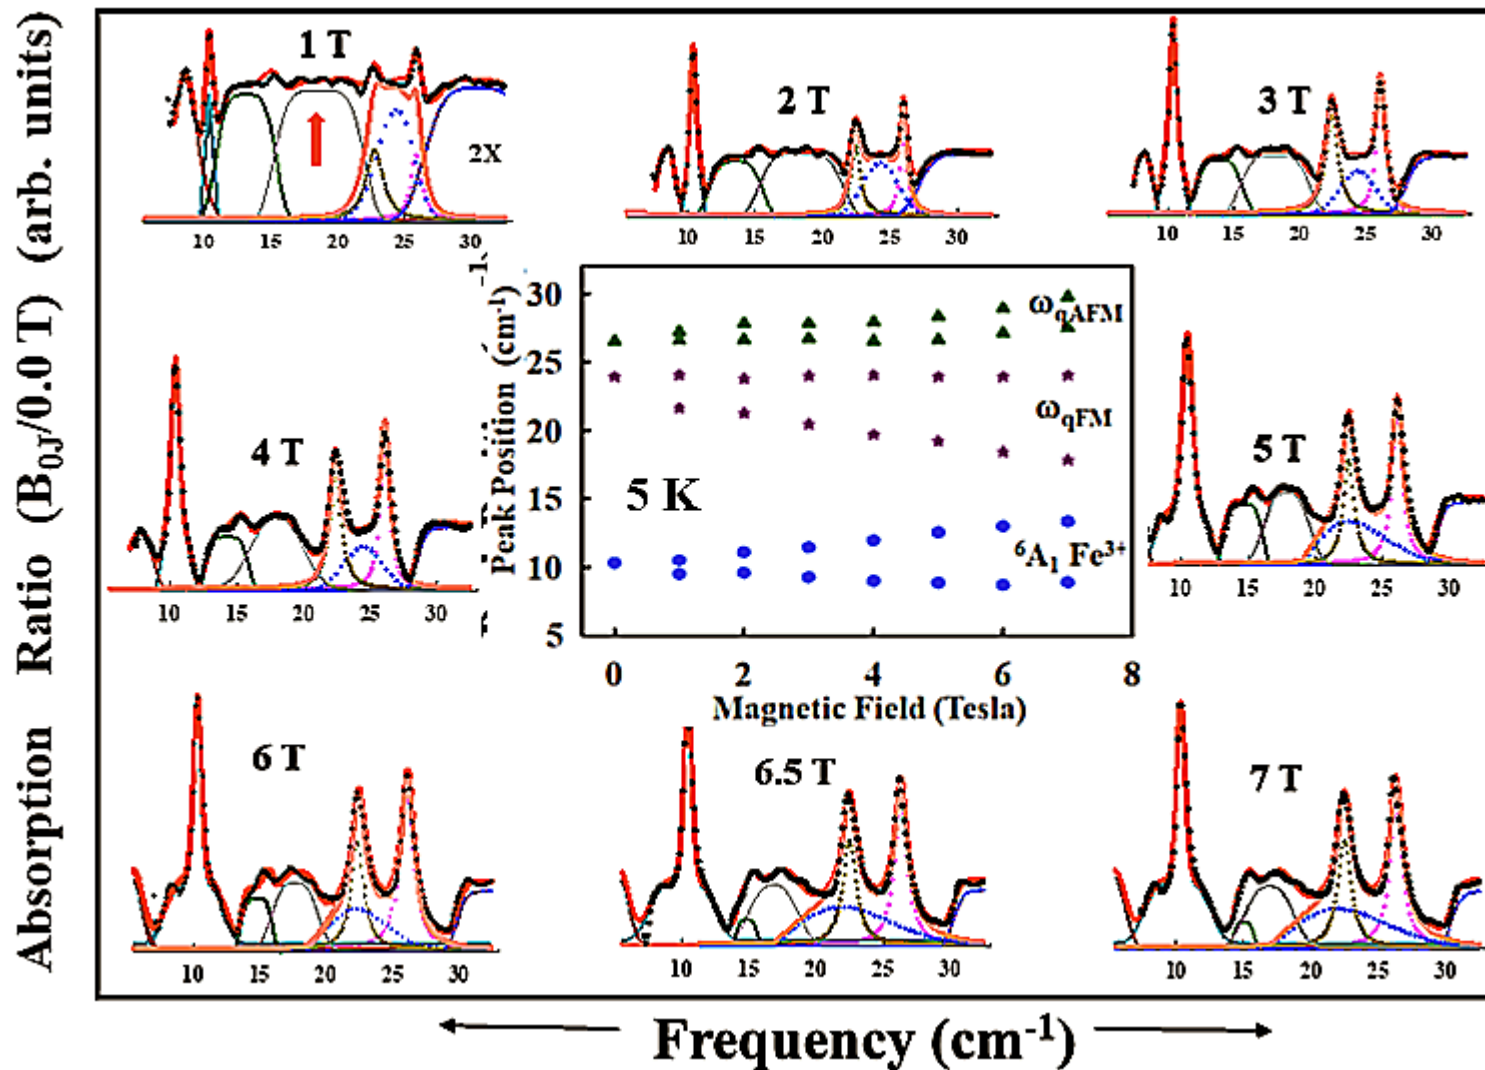 Absorption Ratio (B0J/0.0 T) (arb. units)
1 T
2X
10 15 20 25 30
2 T
10 15 20 25 30
3 T
10 15 20 25 30
4 T
10 15 20 25 30
Peak Position (cm-1)
30
25
20
15
10
5
ωqAFM
ωqFM
5 K
6A1 Fe3+
0 2 4 6 8
Magnetic Field (Tesla)
5 T
10 15 20 25 30
6 T
10 15 20 25 30
6.5 T
10 15 20 25 30
7 T
10 15 20 25 30
Frequency (cm-1)